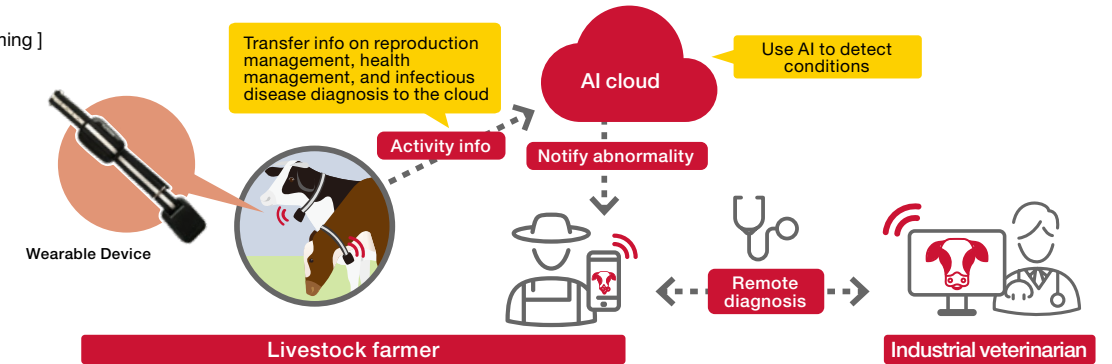 ning ]
Transfer info on reproduction
management, health
management, and infectious
disease diagnosis to the cloud
AI cloud
Use AI to detect
conditions
Activity info
Notify abnormality
Wearable Device
Remote
diagnosis
Livestock farmer
Industrial veterinarian